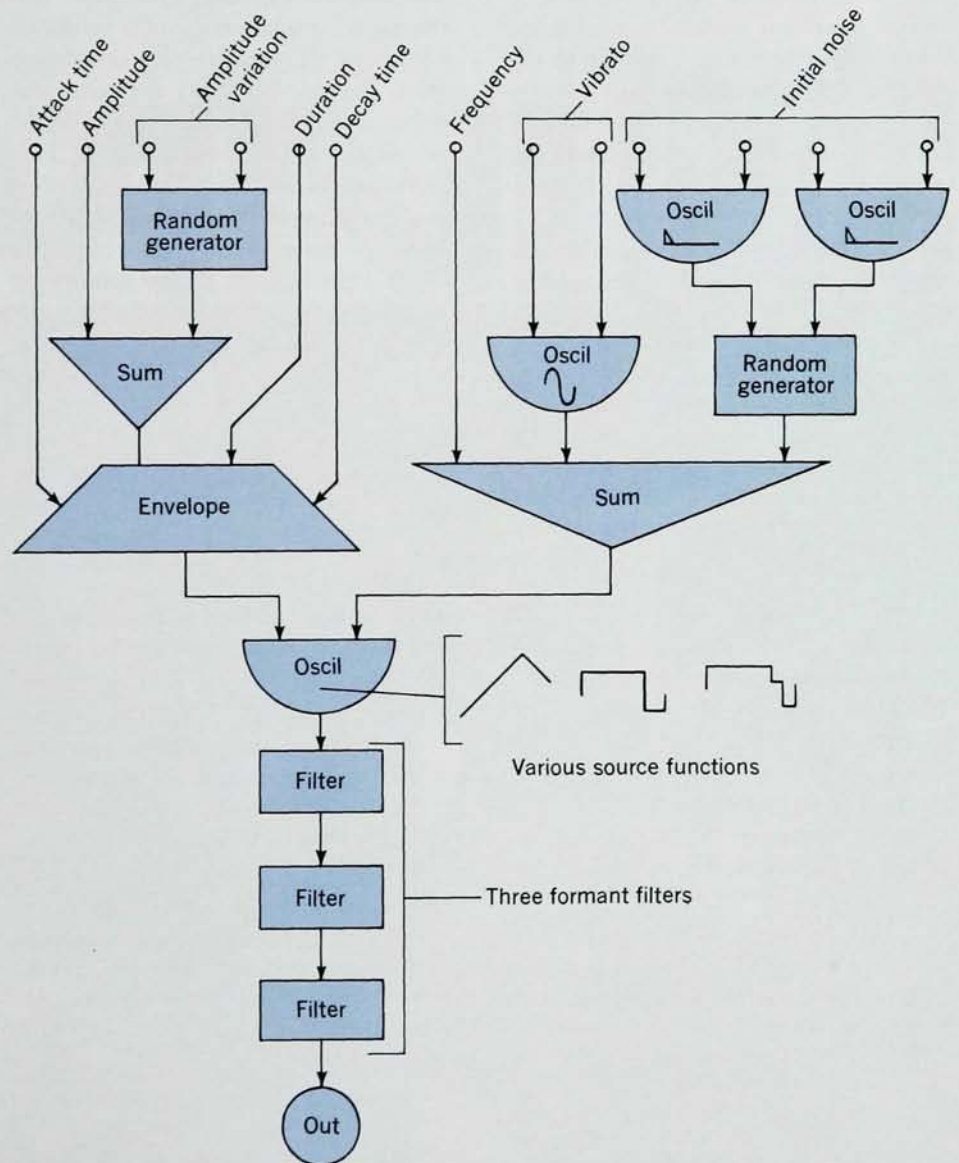 Attack time
Amplitude
Amplitude
variation
Duration
Decay time
Frequency
Vibrato
Initial noise
Random
generator
Oscil
Oscil
Sum
Oscil
Random
generator
Envelope
Sum
Oscil
Various source functions
Filter
Filter
Three formant filters
Filter
Out